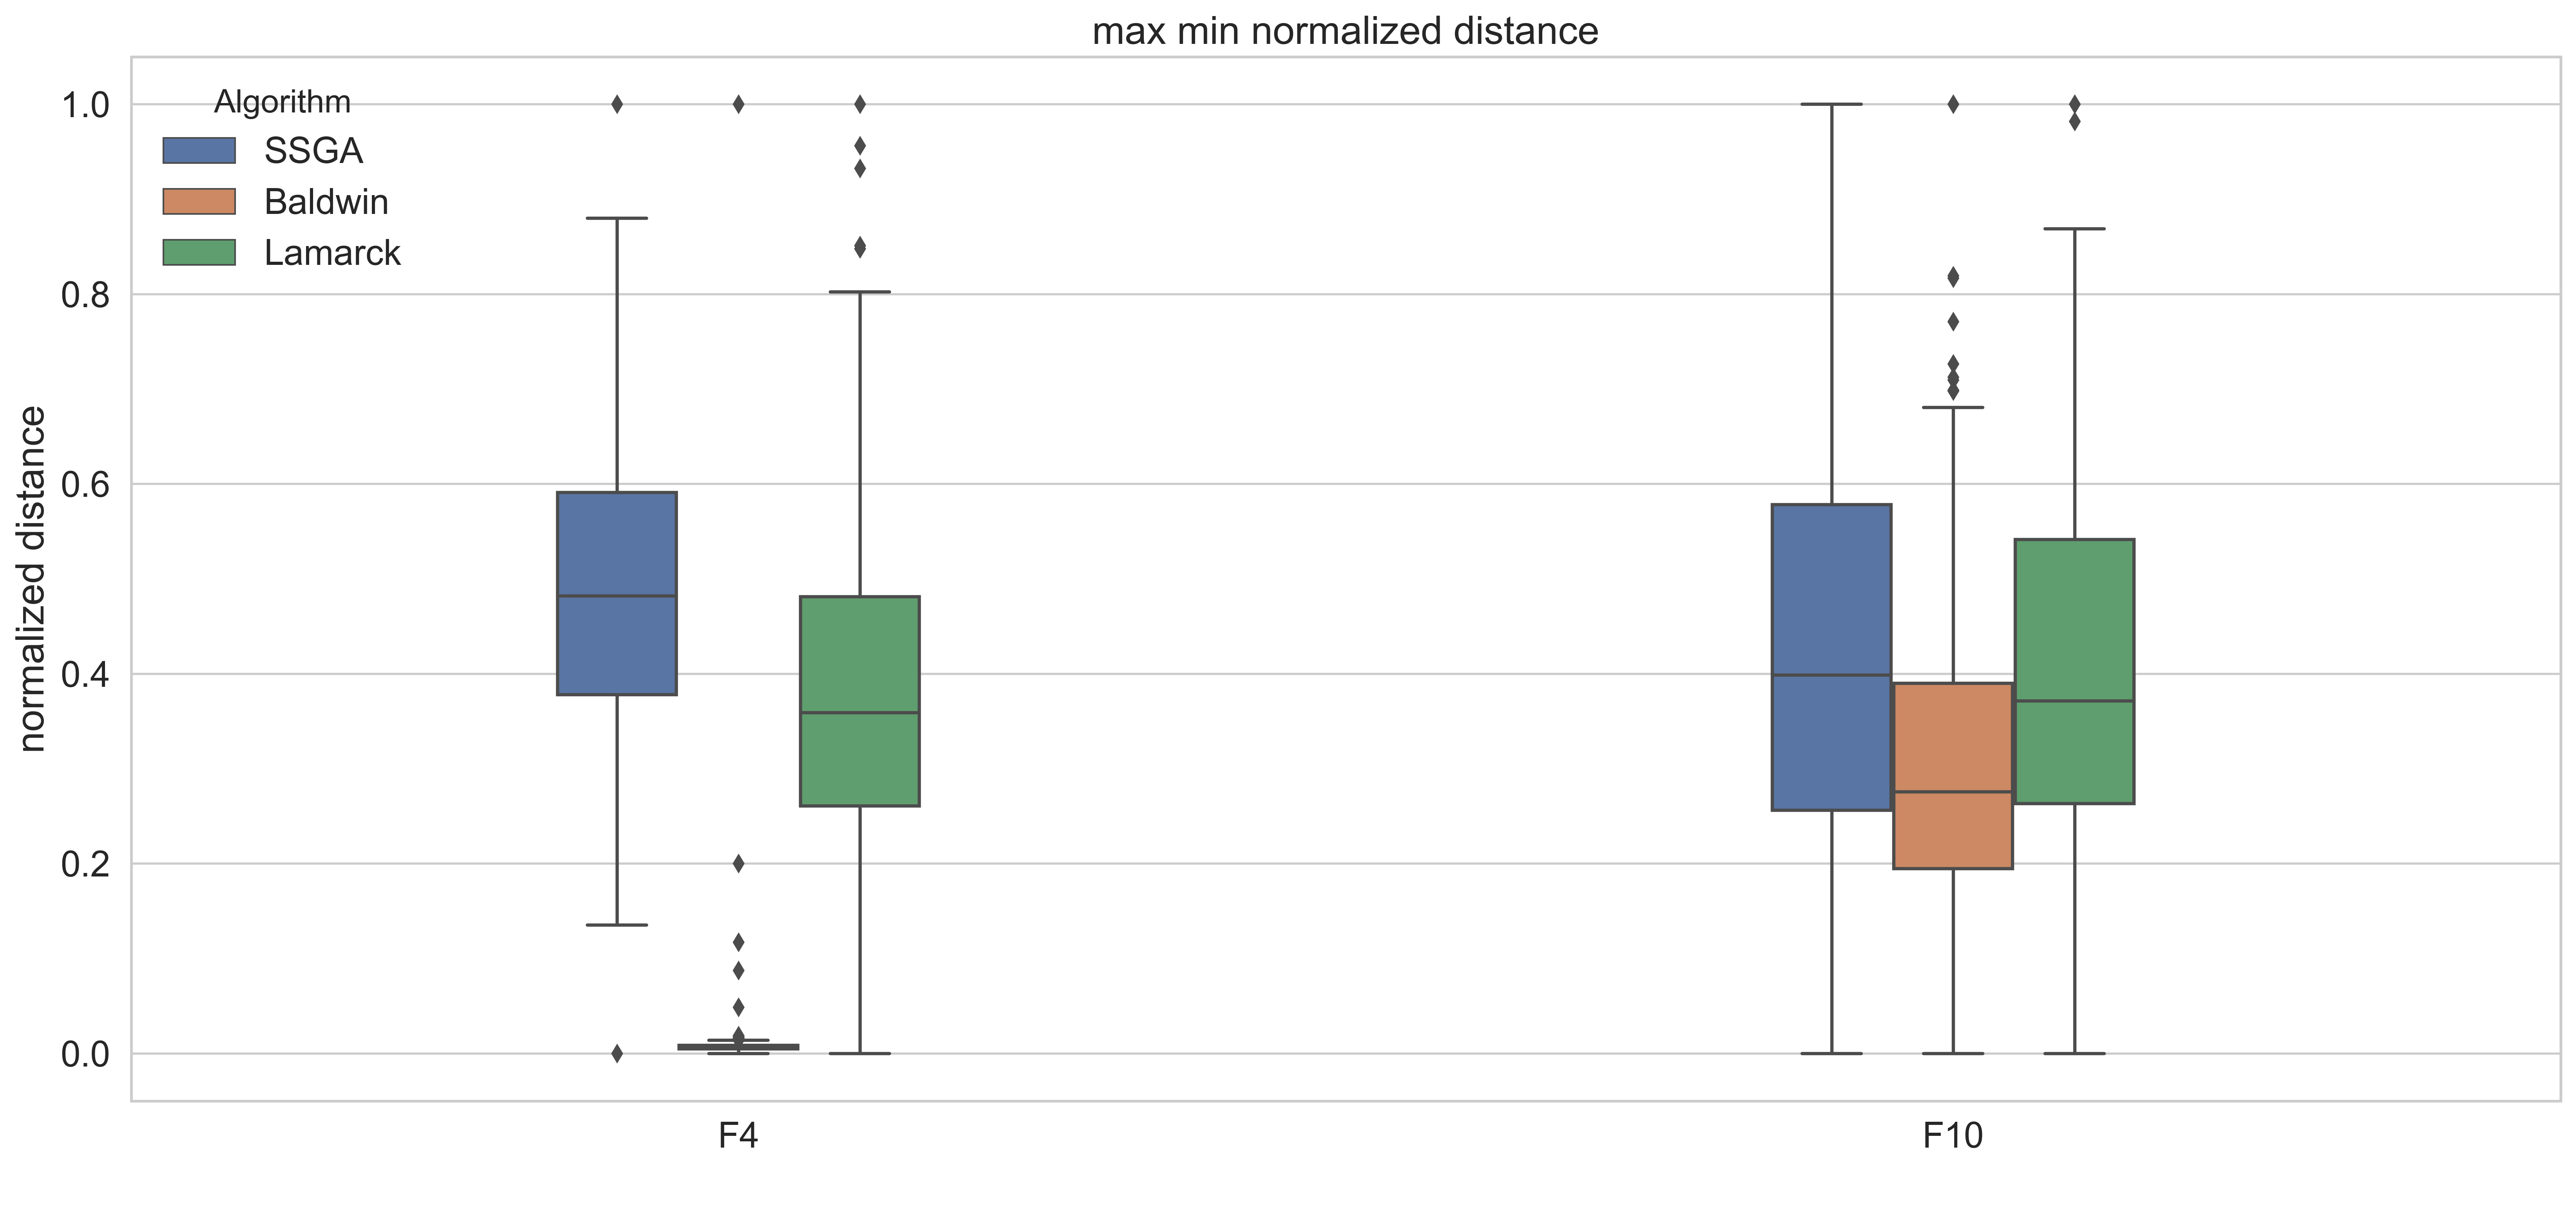 max min normalized distance
Algorithm
SSGA
Baldwin
Lamarck
normalized distance
1.0
0.8
0.6
0.4
0.2
0.0
F4
F10